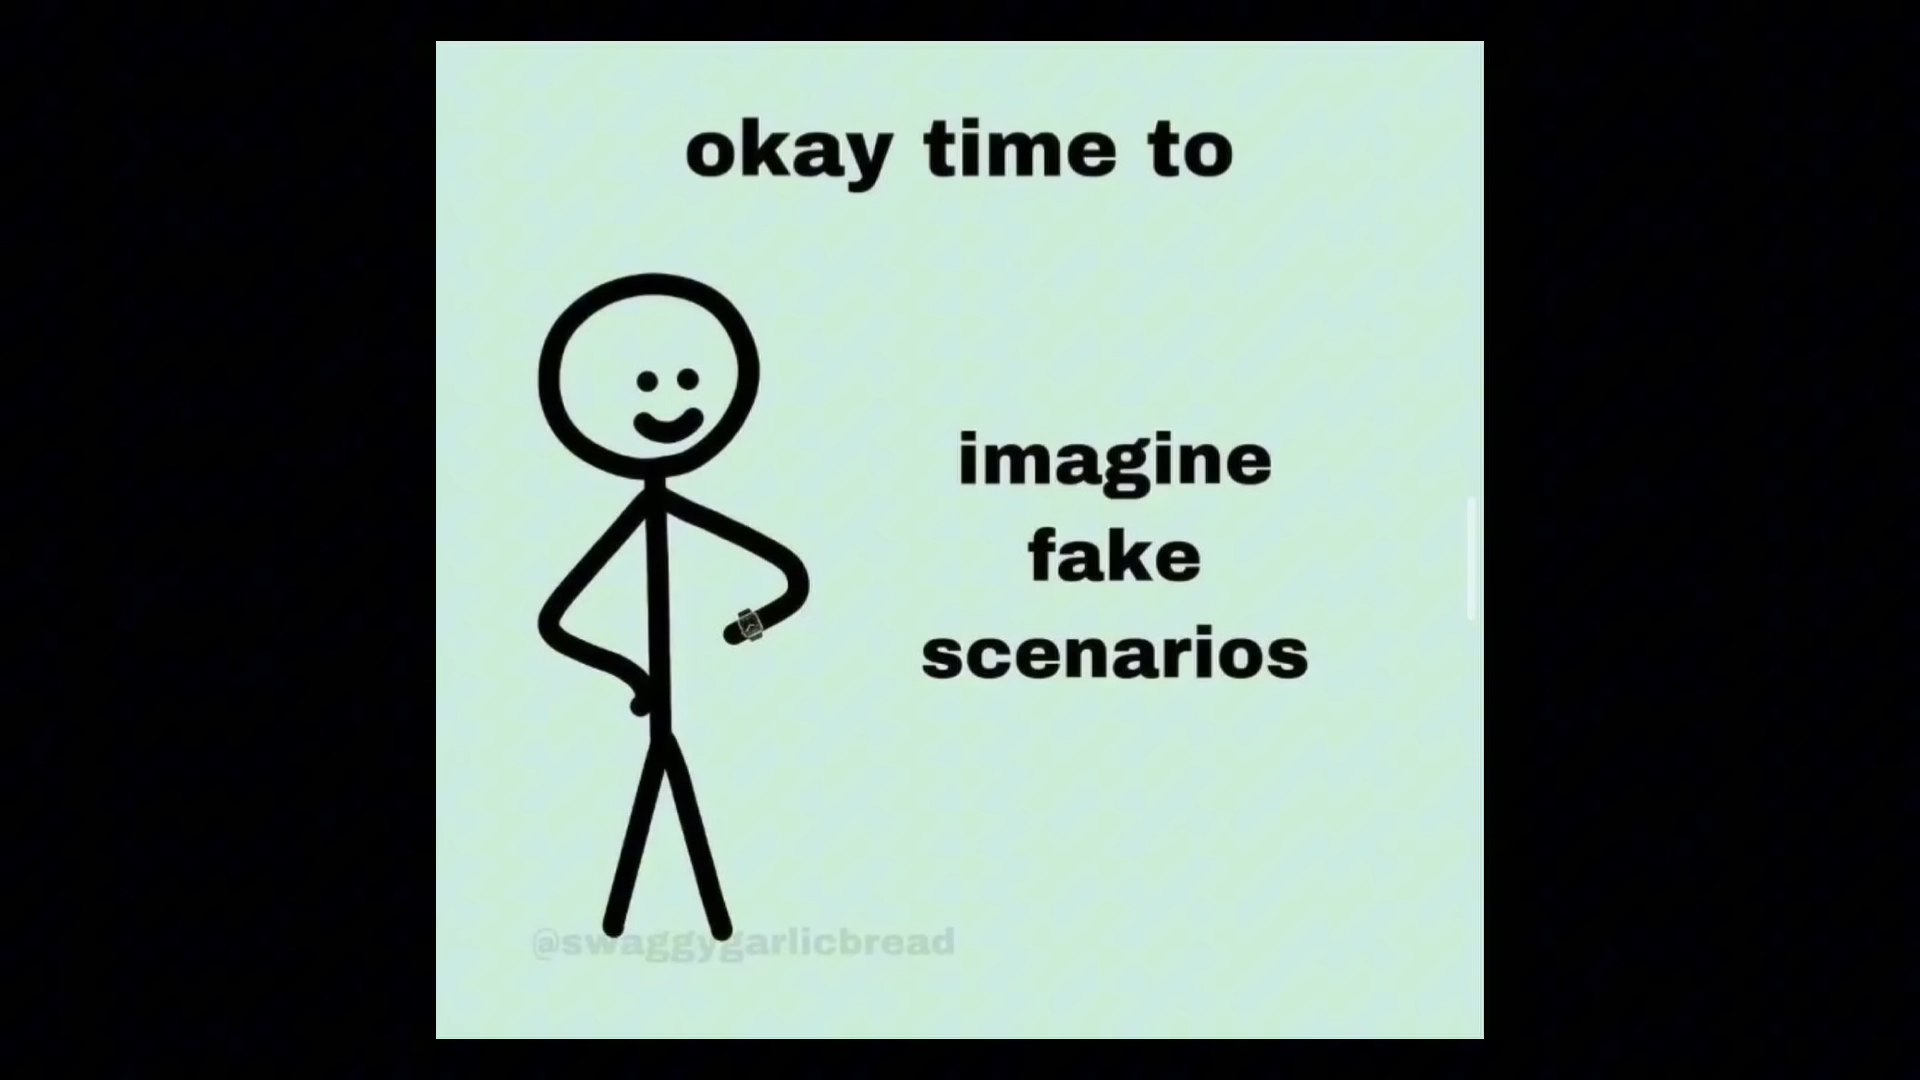 okay time to
imagine
fake
scenarios
@swaggygarlicbread